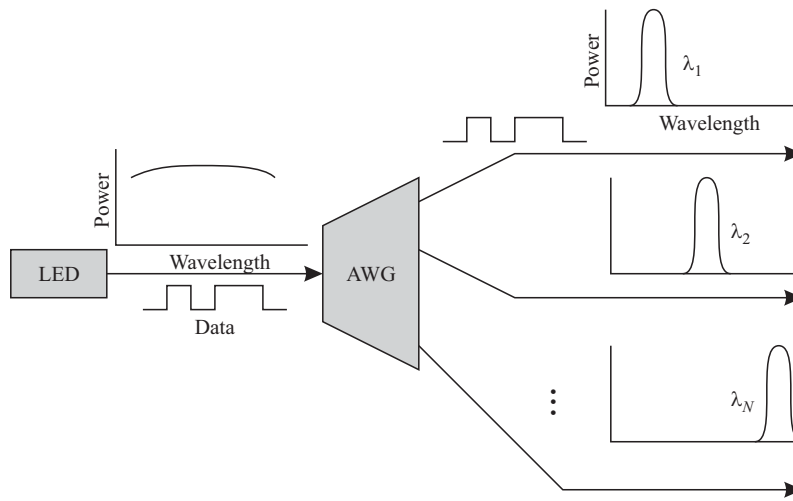 Power
λ1
Wavelength
Power
λ2
LED
Wavelength
AWG
Data
λN